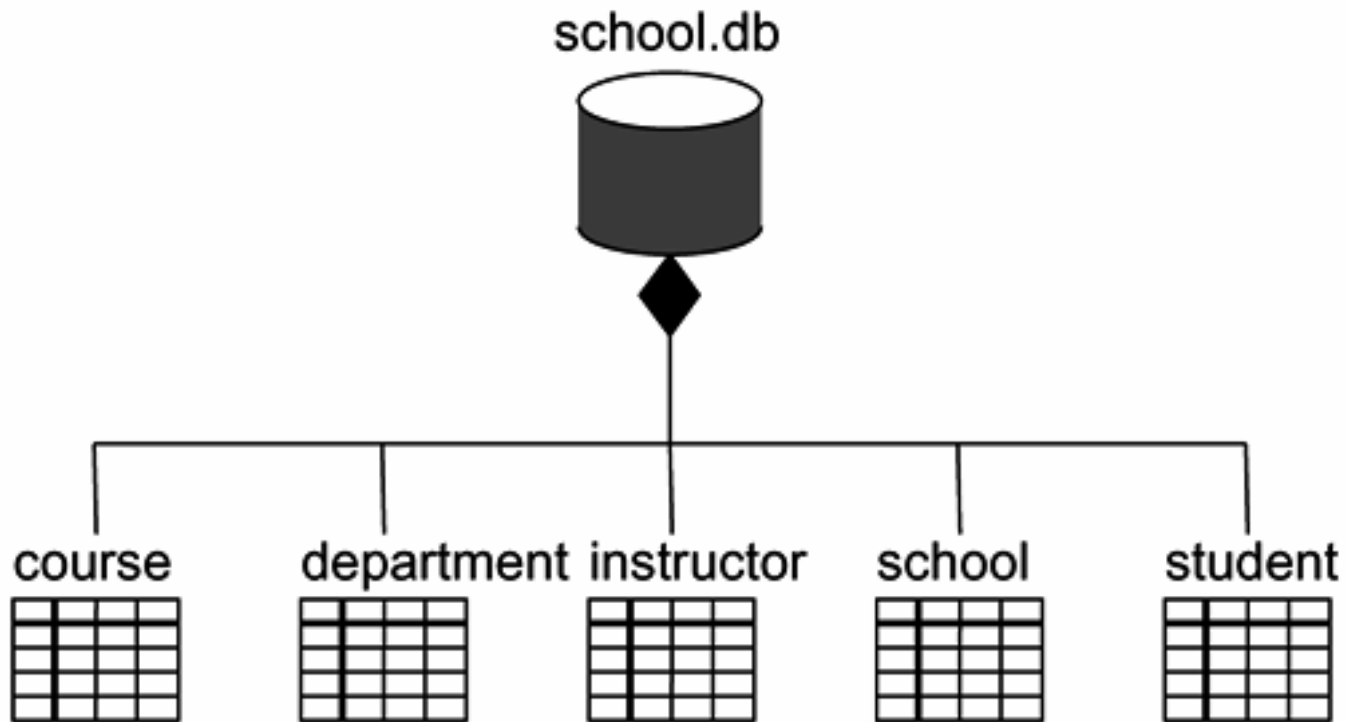 school.db
course
department
instructor
school
student